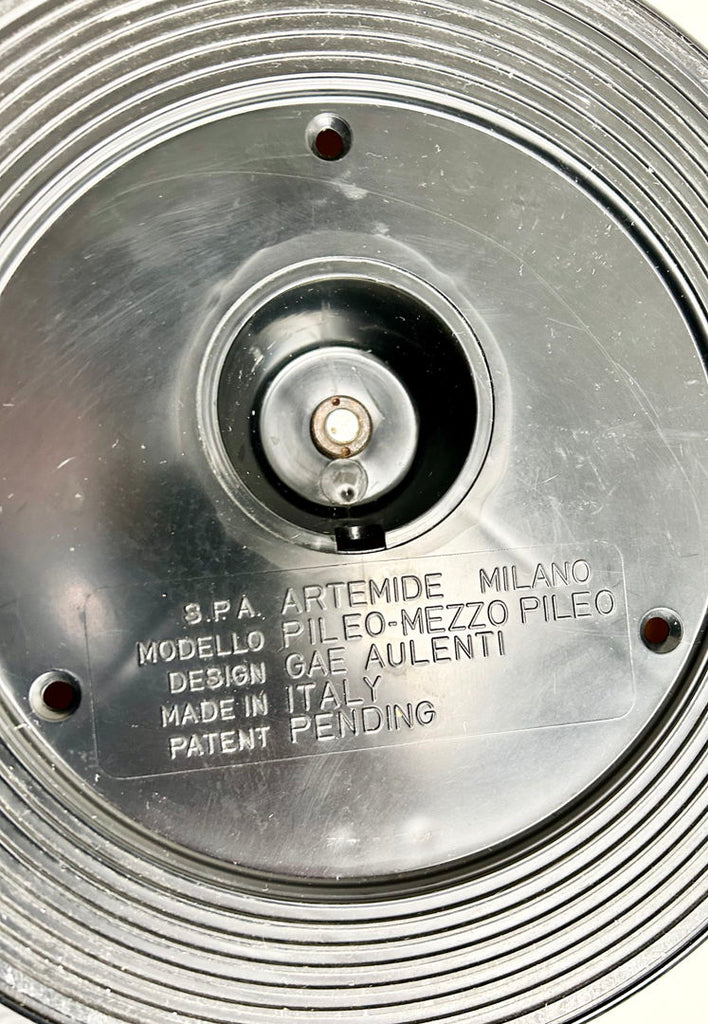 S.P.A. ARTEMIDE MILANO
MODELLO PILEO-MEZZO PILEO
DESIGN GAE AULENTI
MADE IN ITALY
PATENT PENDING